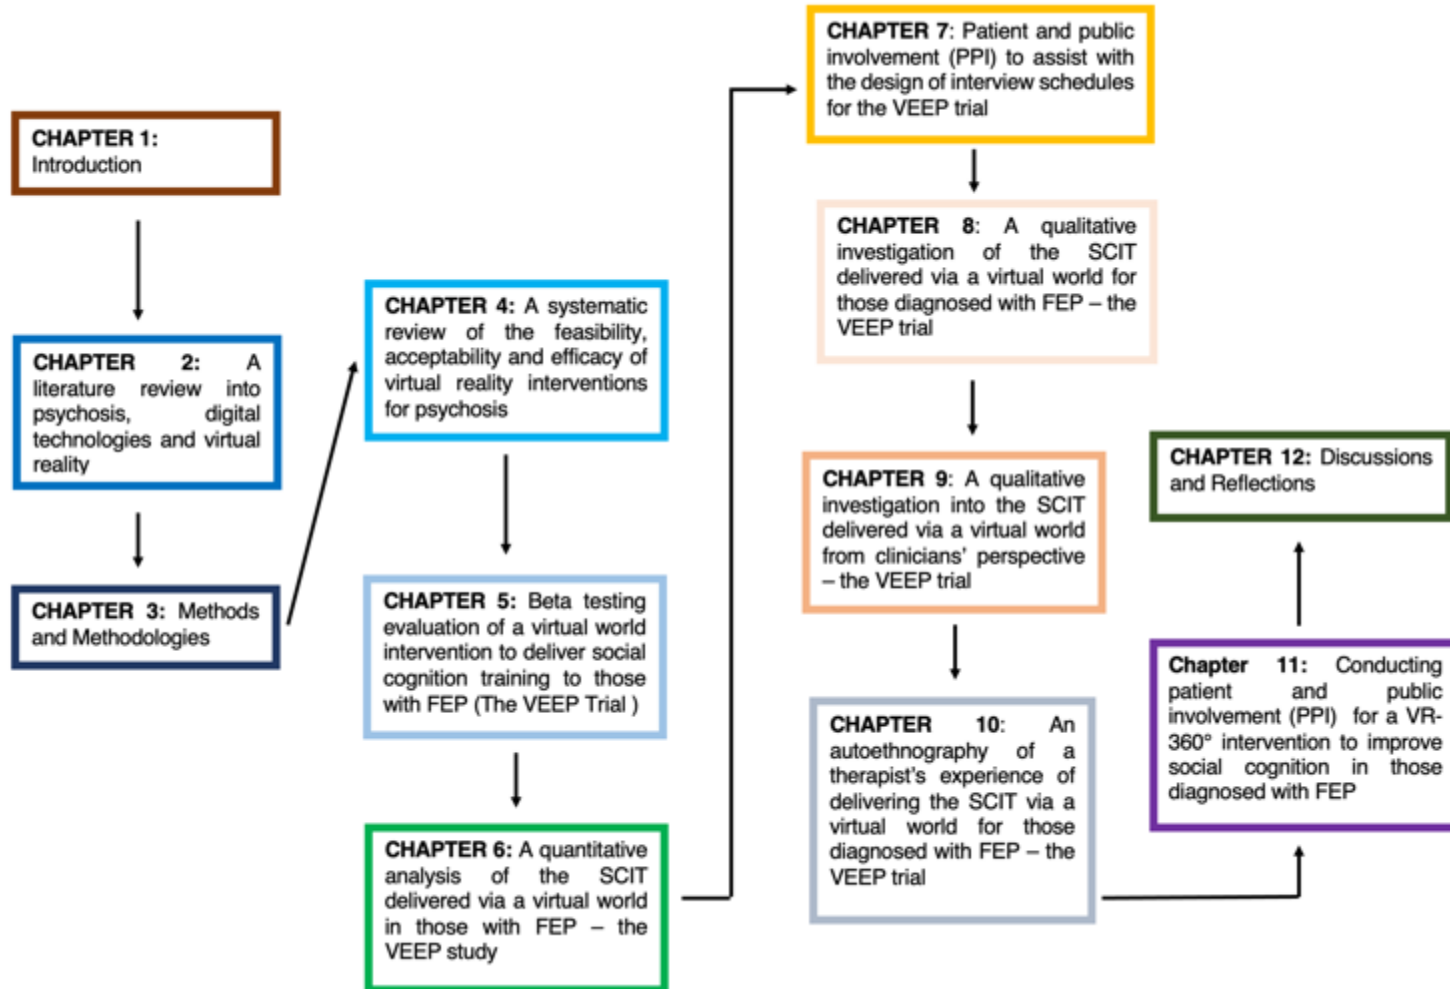 CHAPTER 1:
Introduction
CHAPTER 2: A
literature review into
psychosis, digital
technologies and virtual
reality
CHAPTER 3: Methods
and Methodologies
CHAPTER 4: A systematic
review of the feasibility,
acceptability and efficacy of
virtual reality interventions
for psychosis
CHAPTER 5: Beta testing
evaluation of a virtual world
intervention to deliver social
cognition training to those
with FEP (The VEEP Trial )
CHAPTER 6: A quantitative
analysis of the SCIT
delivered via a virtual world
in those with FEP – the
VEEP study
CHAPTER 7: Patient and public
involvement (PPI) to assist with
the design of interview schedules
for the VEEP trial
CHAPTER 8: A qualitative
investigation of the SCIT
delivered via a virtual world for
those diagnosed with FEP – the
VEEP trial
CHAPTER 9: A qualitative
investigation into the SCIT
delivered via a virtual world
from clinicians’ perspective
– the VEEP trial
CHAPTER 10: An
autoethnography of a
therapist’s experience of
delivering the SCIT via a
virtual world for those
diagnosed with FEP – the
VEEP trial
Chapter 11: Conducting
patient and public
involvement (PPI) for a VR-
360° intervention to improve
social cognition in those
diagnosed with FEP
CHAPTER 12: Discussions
and Reflections